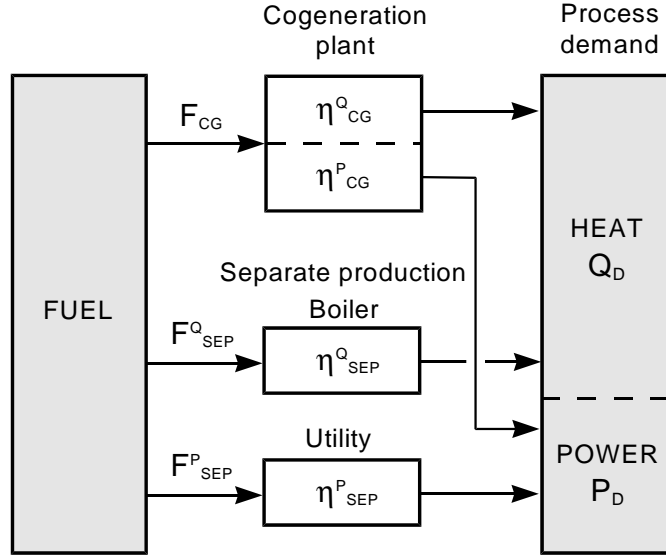 Cogeneration
plant
Process
demand
F_CG
η^Q_CG
η^P_CG
HEAT
Q_D
Separate production
Boiler
FUEL
F^Q_SEP
η^Q_SEP
Utility
F^P_SEP
η^P_SEP
POWER
P_D